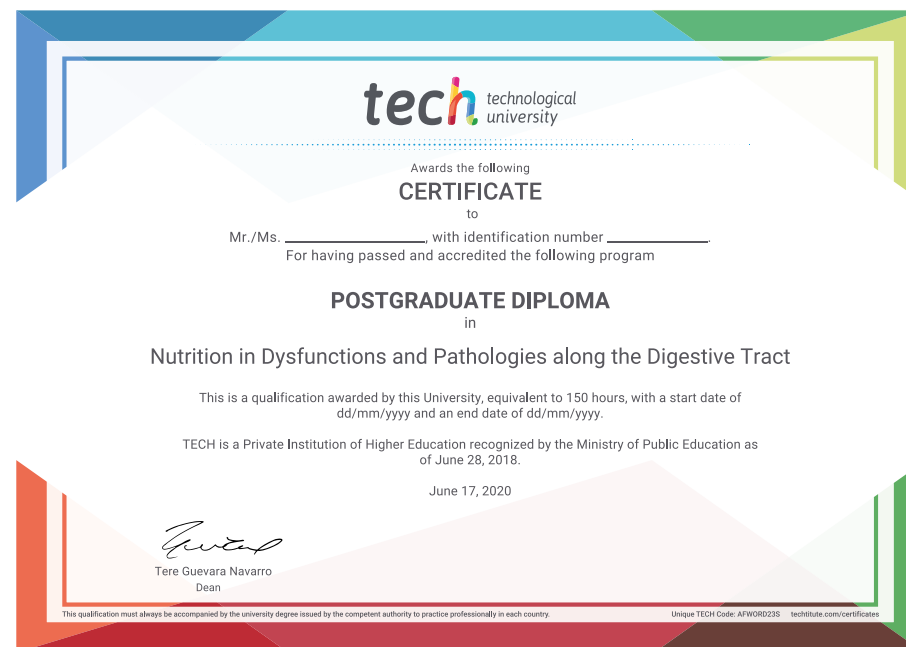 tech technological
university
Awards the following
CERTIFICATE
to
Mr./Ms. ____________________, with identification number ______________.
For having passed and accredited the following program
POSTGRADUATE DIPLOMA
in
Nutrition in Dysfunctions and Pathologies along the Digestive Tract
This is a qualification awarded by this University, equivalent to 150 hours, with a start date of
dd/mm/yyyy and an end date of dd/mm/yyyy.
TECH is a Private Institution of Higher Education recognized by the Ministry of Public Education as
of June 28, 2018.
June 17, 2020
Tere Guevara Navarro
Dean
This qualification must always be accompanied by the university degree issued by the competent authority to practice professionally in each country. Unique TECH Code: AFWORD23S techtitute.com/certificates